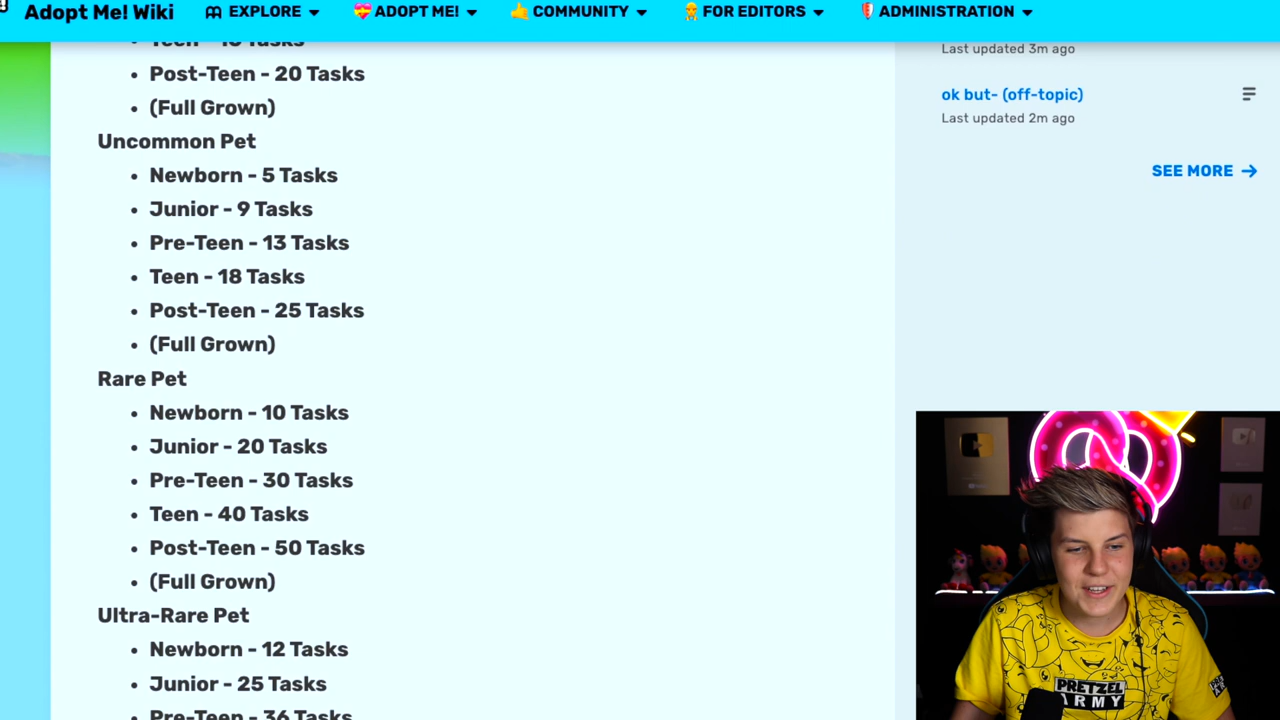 Adopt Me! Wiki
EXPLORE
ADOPT ME!
COMMUNITY
FOR EDITORS
ADMINISTRATION
Post-Teen - 20 Tasks
(Full Grown)
Uncommon Pet
Newborn - 5 Tasks
Junior - 9 Tasks
Pre-Teen - 13 Tasks
Teen - 18 Tasks
Post-Teen - 25 Tasks
(Full Grown)
Rare Pet
Newborn - 10 Tasks
Junior - 20 Tasks
Pre-Teen - 30 Tasks
Teen - 40 Tasks
Post-Teen - 50 Tasks
(Full Grown)
Ultra-Rare Pet
Newborn - 12 Tasks
Junior - 25 Tasks
Pre-Teen - 36 Tasks
Last updated 3m ago
ok but- (off-topic)
Last updated 2m ago
SEE MORE
PRETZEL
ARMY